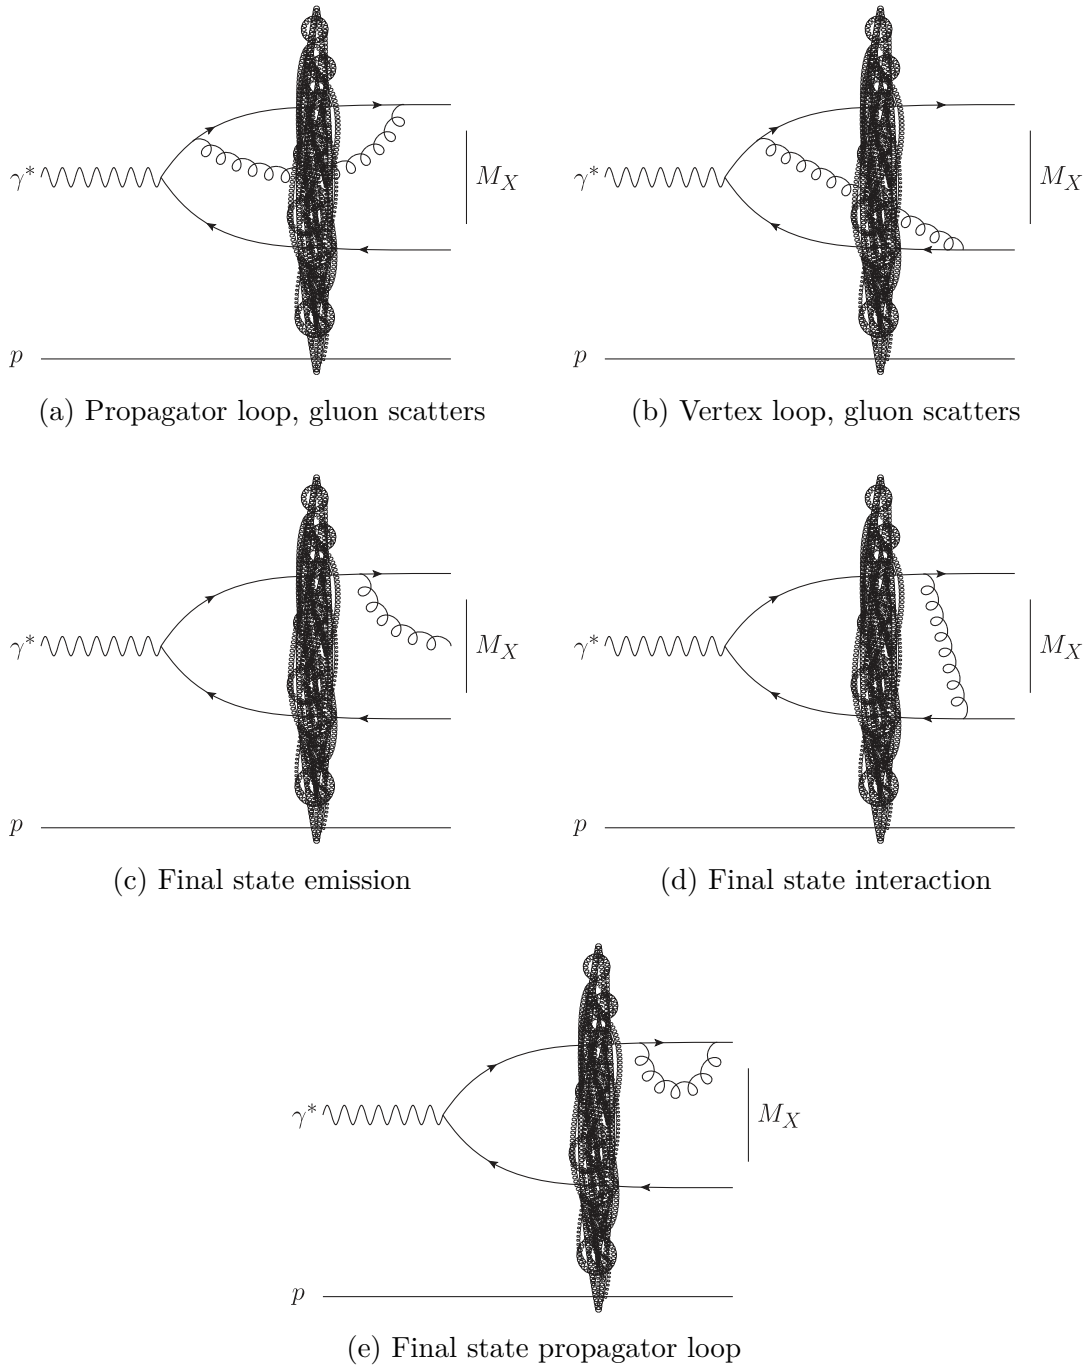 γ* M_X γ* M_X
p p
(a) Propagator loop, gluon scatters
(b) Vertex loop, gluon scatters
γ* M_X γ* M_X
p p
(c) Final state emission
(d) Final state interaction
γ* M_X
p
(e) Final state propagator loop